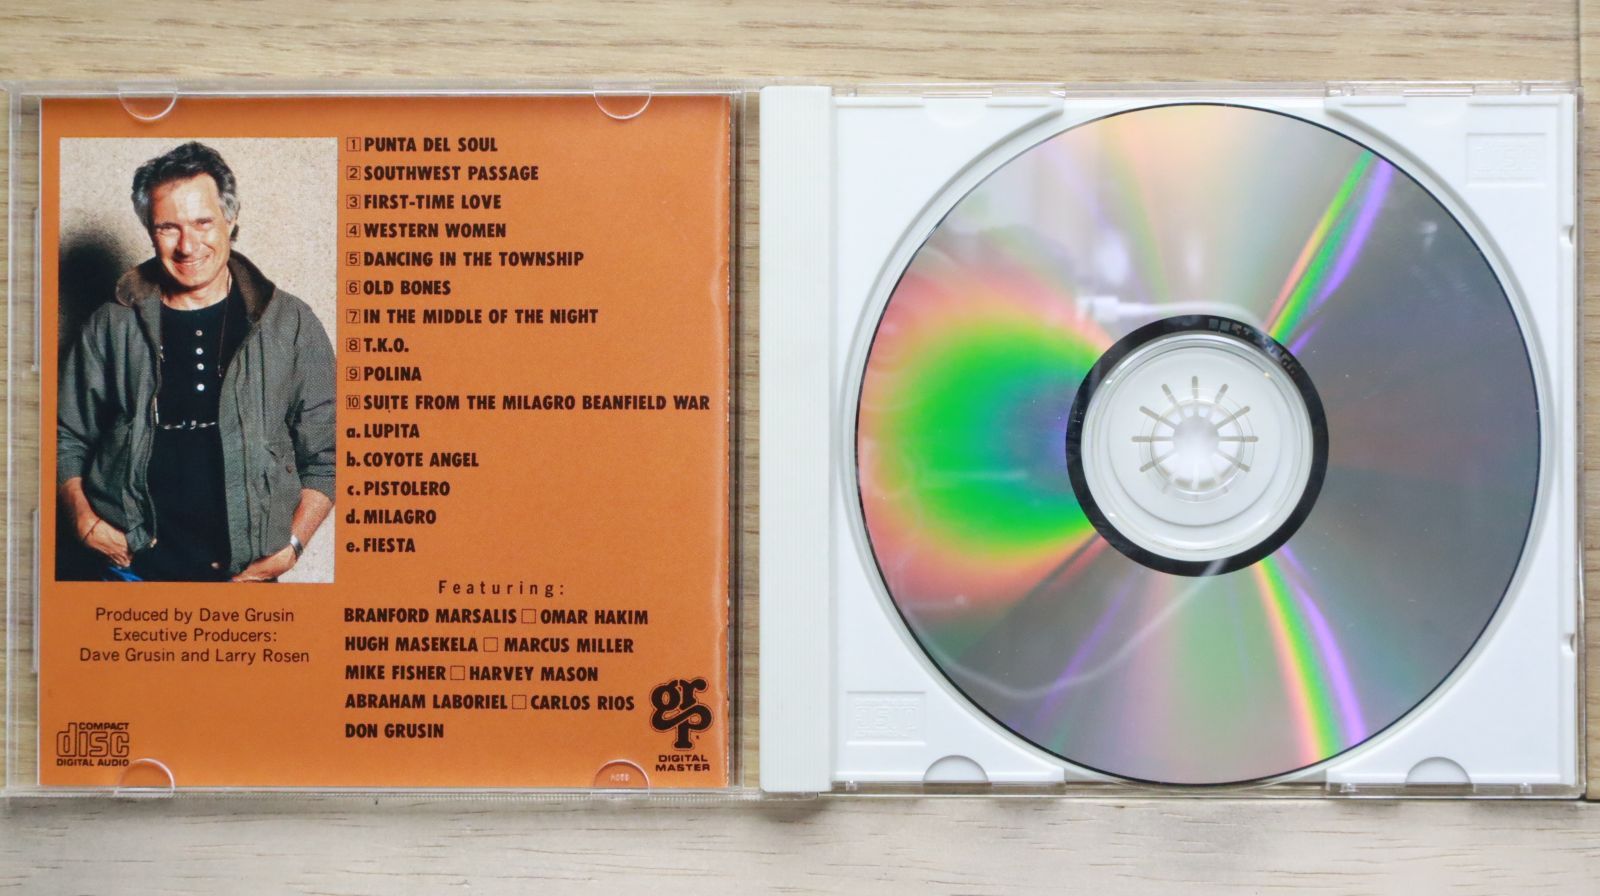 1 PUNTA DEL SOUL
2 SOUTHWEST PASSAGE
3 FIRST-TIME LOVE
4 WESTERN WOMEN
5 DANCING IN THE TOWNSHIP
6 OLD BONES
7 IN THE MIDDLE OF THE NIGHT
8 T.K.O.
9 POLINA
10 SUITE FROM THE MILAGRO BEANFIELD WAR
a. LUPITA
b. COYOTE ANGEL
c. PISTOLERO
d. MILAGRO
e. FIESTA
Featuring:
BRANFORD MARSALIS □ OMAR HAKIM
HUGH MASEKELA □ MARCUS MILLER
MIKE FISHER □ HARVEY MASON
ABRAHAM LABORIEL □ CARLOS RIOS
DON GRUSIN
Produced by Dave Grusin
Executive Producers:
Dave Grusin and Larry Rosen
COMPACT
disc
DIGITAL AUDIO
grp
DIGITAL
MASTER